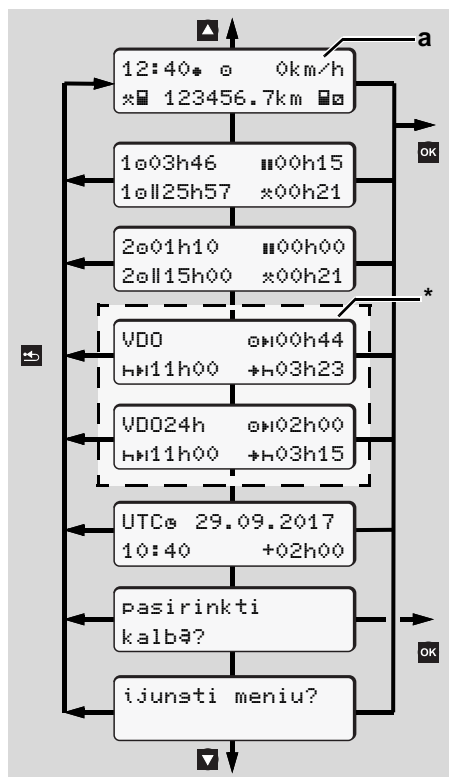 a
12:40● ⊙ 0km/h
⚒🖩 123456.7km 🖩⍁
OK
1⊙03h46 ॥00h15
1⊙॥25h57 ⚒00h21
2⊙01h10 ॥00h00
2⊙॥15h00 ⚒00h21
*
VDO ⊙▶|00h44
┝▶|11h00 →┝03h23
VDO24h ⊙▶|02h00
┝▶|11h00 →┝03h15
UTC 29.09.2017
10:40 +02h00
pasirinkti
kalbą?
OK
įjungti meniu?